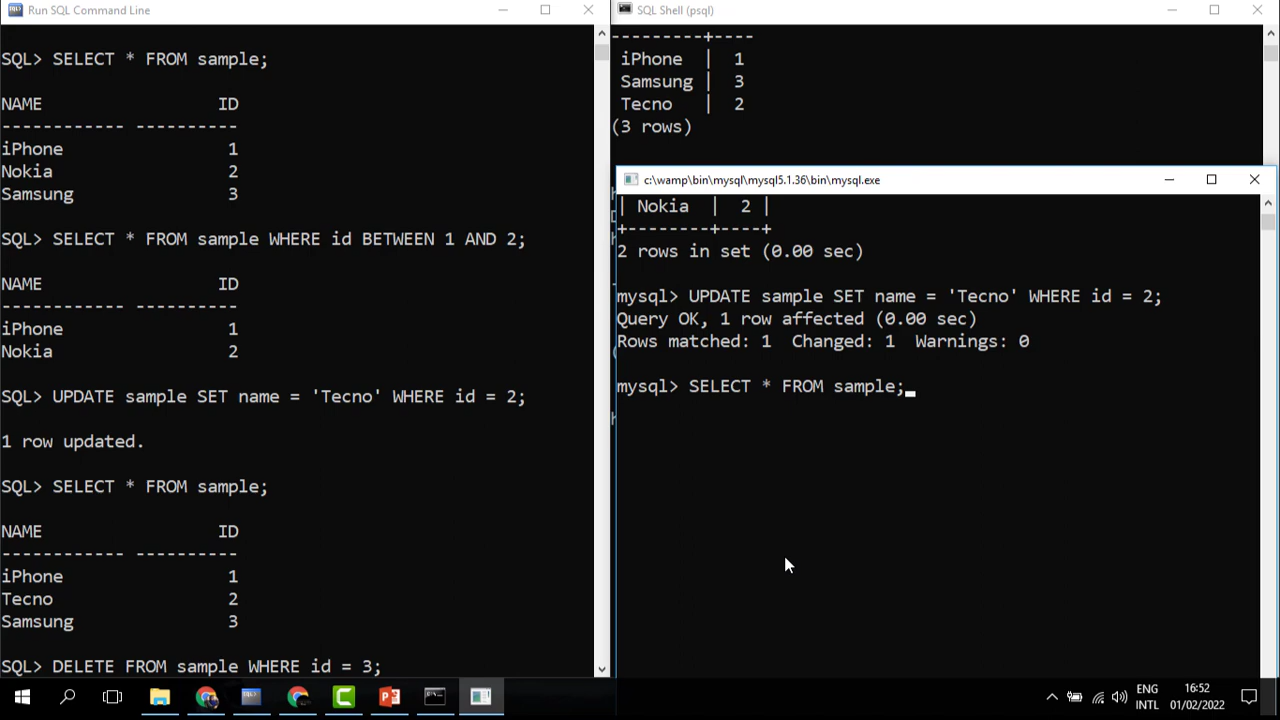 Run SQL Command Line
SQL> SELECT * FROM sample;
NAME                 ID
------------ ----------
iPhone                1
Nokia                 2
Samsung               3
SQL> SELECT * FROM sample WHERE id BETWEEN 1 AND 2;
NAME                 ID
------------ ----------
iPhone                1
Nokia                 2
SQL> UPDATE sample SET name = 'Tecno' WHERE id = 2;
1 row updated.
SQL> SELECT * FROM sample;
NAME                 ID
------------ ----------
iPhone                1
Tecno                 2
Samsung               3
SQL> DELETE FROM sample WHERE id = 3;
SQL Shell (psql)
---------+----
iPhone  |  1
Samsung |  3
Tecno   |  2
(3 rows)
c:\wamp\bin\mysql\mysql5.1.36\bin\mysql.exe
| Nokia  |  2 |
+--------+----+
2 rows in set (0.00 sec)
mysql> UPDATE sample SET name = 'Tecno' WHERE id = 2;
Query OK, 1 row affected (0.00 sec)
Rows matched: 1  Changed: 1  Warnings: 0
mysql> SELECT * FROM sample;
ENG
INTL
16:52
01/02/2022